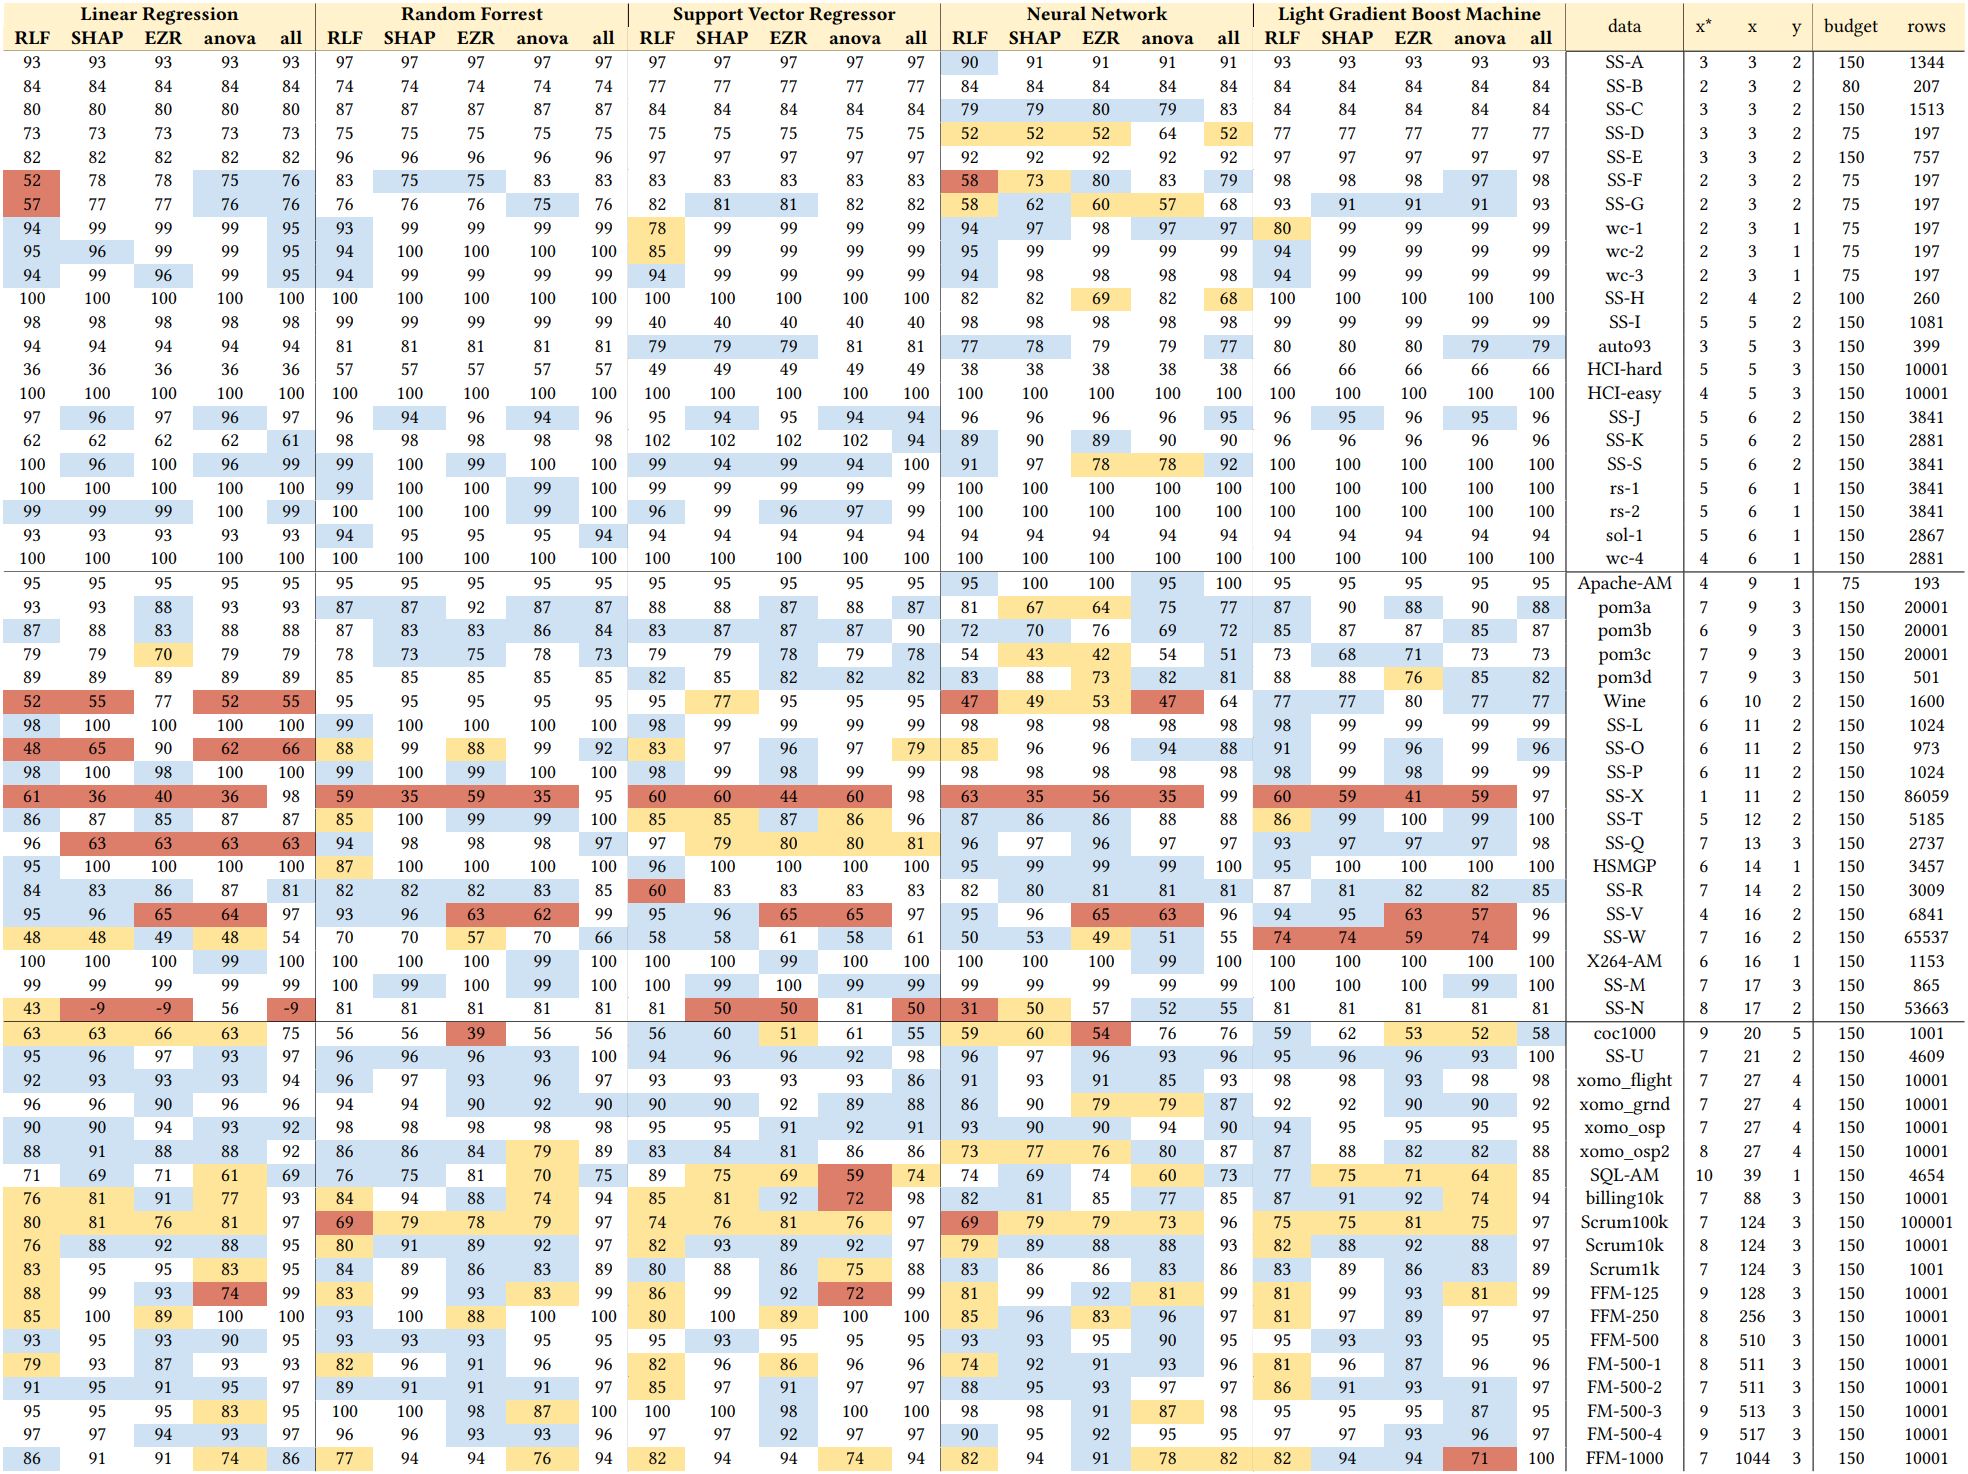 Linear Regression Random Forrest Support Vector Regressor Neural Network Light Gradient Boost Machine
RLF SHAP EZR anova all RLF SHAP EZR anova all RLF SHAP EZR anova all RLF SHAP EZR anova all RLF SHAP EZR anova all data x* x y budget rows
93 93 93 93 93 97 97 97 97 97 97 97 97 97 97 90 91 91 91 91 93 93 93 93 93 SS-A 3 3 2 150 1344
84 84 84 84 84 74 74 74 74 74 77 77 77 77 77 84 84 84 84 84 84 84 84 84 84 SS-B 2 3 2 80 207
80 80 80 80 80 87 87 87 87 87 84 84 84 84 84 79 79 80 79 83 84 84 84 84 84 SS-C 3 3 2 150 1513
73 73 73 73 73 75 75 75 75 75 75 75 75 75 75 52 52 52 64 52 77 77 77 77 77 SS-D 3 3 2 75 197
82 82 82 82 82 96 96 96 96 96 97 97 97 97 97 92 92 92 92 92 97 97 97 97 97 SS-E 3 3 2 150 757
52 78 78 75 76 83 75 75 83 83 83 83 83 83 83 58 73 80 83 79 98 98 98 97 98 SS-F 2 3 2 75 197
57 77 77 76 76 76 76 76 75 76 82 81 81 82 82 58 62 60 57 68 93 91 91 91 93 SS-G 2 3 2 75 197
94 99 99 99 95 93 99 99 99 99 78 99 99 99 99 94 97 98 97 97 80 99 99 99 99 wc-1 2 3 1 75 197
95 96 99 99 95 94 100 100 100 100 85 99 99 99 99 95 99 99 99 99 94 99 99 99 99 wc-2 2 3 1 75 197
94 99 96 99 95 94 99 99 99 99 94 99 99 99 99 94 98 98 98 98 94 99 99 99 99 wc-3 2 3 1 75 197
100 100 100 100 100 100 100 100 100 100 100 100 100 100 100 82 82 69 82 68 100 100 100 100 100 SS-H 2 4 2 100 260
98 98 98 98 98 99 99 99 99 99 40 40 40 40 40 98 98 98 98 98 99 99 99 99 99 SS-I 5 5 2 150 1081
94 94 94 94 94 81 81 81 81 81 79 79 79 81 81 77 78 79 79 77 80 80 80 79 79 auto93 3 5 3 150 399
36 36 36 36 36 57 57 57 57 57 49 49 49 49 49 38 38 38 38 38 66 66 66 66 66 HCI-hard 5 5 3 150 10001
100 100 100 100 100 100 100 100 100 100 100 100 100 100 100 100 100 100 100 100 100 100 100 100 100 HCI-easy 4 5 3 150 10001
97 96 97 96 97 96 94 96 94 96 95 94 95 94 94 96 96 96 96 95 96 95 96 95 96 SS-J 5 6 2 150 3841
62 62 62 62 61 98 98 98 98 98 102 102 102 102 94 89 90 89 90 90 96 96 96 96 96 SS-K 5 6 2 150 2881
100 96 100 96 99 99 100 99 100 100 99 94 99 94 100 91 97 78 78 92 100 100 100 100 100 SS-S 5 6 2 150 3841
100 100 100 100 100 99 100 100 99 100 99 99 99 99 99 100 100 100 100 100 100 100 100 100 100 rs-1 5 6 1 150 3841
99 99 99 100 99 100 100 100 99 100 96 99 96 97 99 100 100 100 100 100 100 100 100 100 100 rs-2 5 6 1 150 3841
93 93 93 93 93 94 95 95 95 94 94 94 94 94 94 94 94 94 94 94 94 94 94 94 94 sol-1 5 6 1 150 2867
100 100 100 100 100 100 100 100 100 100 100 100 100 100 100 100 100 100 100 100 100 100 100 100 100 wc-4 4 6 1 150 2881
95 95 95 95 95 95 95 95 95 95 95 95 95 95 95 95 100 100 95 100 95 95 95 95 95 Apache-AM 4 9 1 75 193
93 93 88 93 93 87 87 92 87 87 88 88 87 88 87 81 67 64 75 77 87 90 88 90 88 pom3a 7 9 3 150 20001
87 88 83 88 88 87 83 83 86 84 83 87 87 87 90 72 70 76 69 72 85 87 87 85 87 pom3b 6 9 3 150 20001
79 79 70 79 79 78 73 75 78 73 79 79 78 79 78 54 43 42 54 51 73 68 71 73 73 pom3c 7 9 3 150 20001
89 89 89 89 89 85 85 85 85 85 82 85 82 82 82 83 88 73 82 81 88 88 76 85 82 pom3d 7 9 3 150 501
52 55 77 52 55 95 95 95 95 95 95 77 95 95 95 47 49 53 47 64 77 77 80 77 77 Wine 6 10 2 150 1600
98 100 100 100 100 99 100 100 100 100 98 99 99 99 99 98 98 98 98 98 98 99 99 99 99 SS-L 6 11 2 150 1024
48 65 90 62 66 88 99 88 99 92 83 97 96 97 79 85 96 96 94 88 91 99 96 99 96 SS-O 6 11 2 150 973
98 100 98 100 100 99 100 99 100 100 98 99 98 99 99 98 98 98 98 98 98 99 98 99 99 SS-P 6 11 2 150 1024
61 36 40 36 98 59 35 59 35 95 60 60 44 60 98 63 35 56 35 99 60 59 41 59 97 SS-X 1 11 2 150 86059
86 87 85 87 87 85 100 99 99 100 85 85 87 86 96 87 86 86 88 88 86 99 100 99 100 SS-T 5 12 2 150 5185
96 63 63 63 63 94 98 98 98 97 97 79 80 80 81 96 97 96 97 97 93 97 97 97 98 SS-Q 7 13 3 150 2737
95 100 100 100 100 87 100 100 100 100 96 100 100 100 100 95 99 99 99 100 95 100 100 100 100 HSMGP 6 14 1 150 3457
84 83 86 87 81 82 82 82 83 85 60 83 83 83 83 82 80 81 81 81 87 81 82 82 85 SS-R 7 14 2 150 3009
95 96 65 64 97 93 96 63 62 99 95 96 65 65 97 95 96 65 63 96 94 95 63 57 96 SS-V 4 16 2 150 6841
48 48 49 48 54 70 70 57 70 66 58 58 61 58 61 50 53 49 51 55 74 74 59 74 99 SS-W 7 16 2 150 65537
100 100 100 99 100 100 100 100 99 100 100 100 99 100 100 100 100 100 99 100 100 100 100 100 100 X264-AM 6 16 1 150 1153
99 99 99 99 99 100 99 100 99 100 100 99 100 99 99 99 99 99 99 99 100 100 100 99 100 SS-M 7 17 3 150 865
43 -9 -9 56 -9 81 81 81 81 81 81 50 50 81 50 31 50 57 52 55 81 81 81 81 81 SS-N 8 17 2 150 53663
63 63 66 63 75 56 56 39 56 56 56 60 51 61 55 59 60 54 76 76 59 62 53 52 58 coc1000 9 20 5 150 1001
95 96 97 93 97 96 96 96 93 100 94 96 96 92 98 96 97 96 93 96 95 96 96 93 100 SS-U 7 21 2 150 4609
92 93 93 93 94 96 97 93 96 97 93 93 93 93 86 91 93 91 85 93 98 98 93 98 98 xomo_flight 7 27 4 150 10001
96 96 90 96 96 94 94 90 92 90 90 90 92 89 88 86 90 79 79 87 92 92 90 90 92 xomo_grnd 7 27 4 150 10001
90 90 94 93 92 98 98 98 98 98 95 95 91 92 91 93 90 90 94 90 94 95 95 95 95 xomo_osp 7 27 4 150 10001
88 91 88 88 92 86 86 84 79 89 83 84 81 86 86 73 77 76 80 87 87 88 82 82 88 xomo_osp2 8 27 4 150 10001
71 69 71 61 69 76 75 81 70 75 89 75 69 59 74 74 69 74 60 73 77 75 71 64 85 SQL-AM 10 39 1 150 4654
76 81 91 77 93 84 94 88 74 94 85 81 92 72 98 82 81 85 77 85 87 91 92 74 94 billing10k 7 88 3 150 10001
80 81 76 81 97 69 79 78 79 97 74 76 81 76 97 69 79 79 73 96 75 75 81 75 97 Scrum100k 7 124 3 150 100001
76 88 92 88 95 80 91 89 92 97 82 93 89 92 97 79 89 88 88 93 82 88 92 88 97 Scrum10k 8 124 3 150 10001
83 95 95 83 95 84 89 86 83 89 80 88 86 75 88 83 86 86 83 86 83 89 86 83 89 Scrum1k 7 124 3 150 1001
88 99 93 74 99 83 99 93 83 99 86 99 92 72 99 81 99 92 81 99 81 99 93 81 99 FFM-125 9 128 3 150 10001
85 100 89 100 100 93 100 88 100 100 80 100 89 100 100 85 96 83 96 97 81 97 89 97 97 FFM-250 8 256 3 150 10001
93 95 93 90 95 93 93 93 95 95 95 93 95 95 95 93 93 95 90 95 95 93 93 95 95 FFM-500 8 510 3 150 10001
79 93 87 93 93 82 96 91 96 96 82 96 86 96 96 74 92 91 93 96 81 96 87 96 96 FM-500-1 8 511 3 150 10001
91 95 91 95 97 89 91 91 91 97 85 97 91 97 97 88 95 93 97 97 86 91 93 91 97 FM-500-2 7 511 3 150 10001
95 95 95 83 95 100 100 98 87 100 100 100 98 100 100 98 98 91 87 98 95 95 95 87 95 FM-500-3 9 513 3 150 10001
97 97 94 93 97 96 96 93 93 96 97 97 92 97 97 90 95 92 95 95 97 97 93 96 97 FM-500-4 9 517 3 150 10001
86 91 91 74 86 77 94 94 76 94 82 94 94 74 94 82 94 91 78 82 82 94 94 71 100 FFM-1000 7 1044 3 150 10001